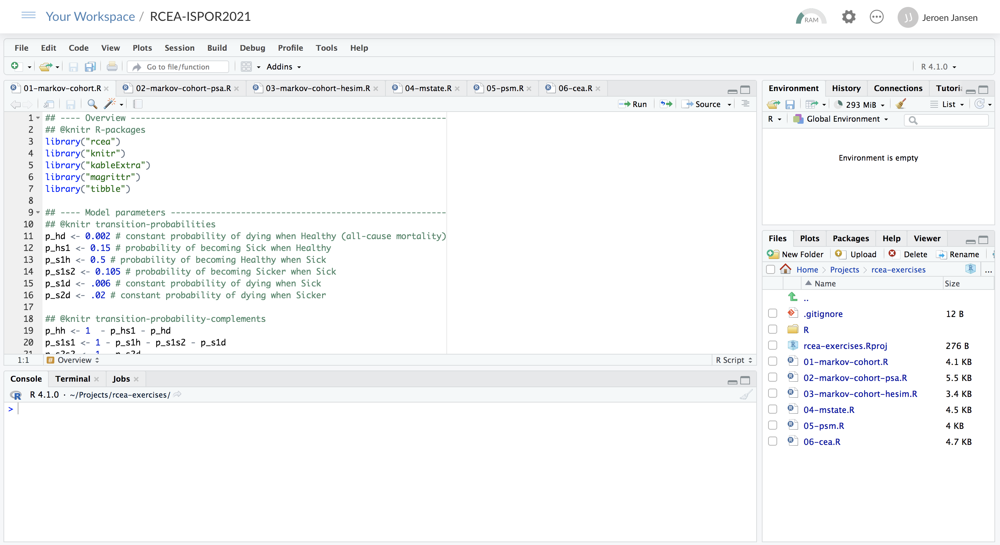 Your Workspace / RCEA-ISPOR2021
RAM
JJ Jeroen Jansen
File Edit Code View Plots Session Build Debug Profile Tools Help
Go to file/function Addins R 4.1.0
01-markov-cohort.R 02-markov-cohort-psa.R 03-markov-cohort-hesim.R 04-mstate.R 05-psm.R 06-cea.R
Run Source
1 ## ---- Overview ---------------------------------------------------------------
2 ## @knitr R-packages
3 library("rcea")
4 library("knitr")
5 library("kableExtra")
6 library("magrittr")
7 library("tibble")
8
9 ## ---- Model parameters -------------------------------------------------------
10 ## @knitr transition-probabilities
11 p_hd <- 0.002 # constant probability of dying when Healthy (all-cause mortality)
12 p_hs1 <- 0.15 # probability of becoming Sick when Healthy
13 p_s1h <- 0.5 # probability of becoming Healthy when Sick
14 p_s1s2 <- 0.105 # probability of becoming Sicker when Sick
15 p_s1d <- .006 # constant probability of dying when Sick
16 p_s2d <- .02 # constant probability of dying when Sicker
17
18 ## @knitr transition-probability-complements
19 p_hh <- 1  - p_hs1 - p_hd
20 p_s1s1 <- 1 - p_s1h - p_s1s2 - p_s1d
21 p_s2s2 <- 1 - p_s2d
1:1 # Overview R Script
Console Terminal Jobs
R 4.1.0 · ~/Projects/rcea-exercises/
>
Environment History Connections Tutoria
293 MiB List
R Global Environment
Environment is empty
Files Plots Packages Help Viewer
New Folder Upload Delete Rename
Home Projects rcea-exercises ...
Name Size
..
.gitignore 12 B
R
rcea-exercises.Rproj 276 B
01-markov-cohort.R 4.1 KB
02-markov-cohort-psa.R 5.5 KB
03-markov-cohort-hesim.R 3.4 KB
04-mstate.R 4.5 KB
05-psm.R 4 KB
06-cea.R 4.7 KB